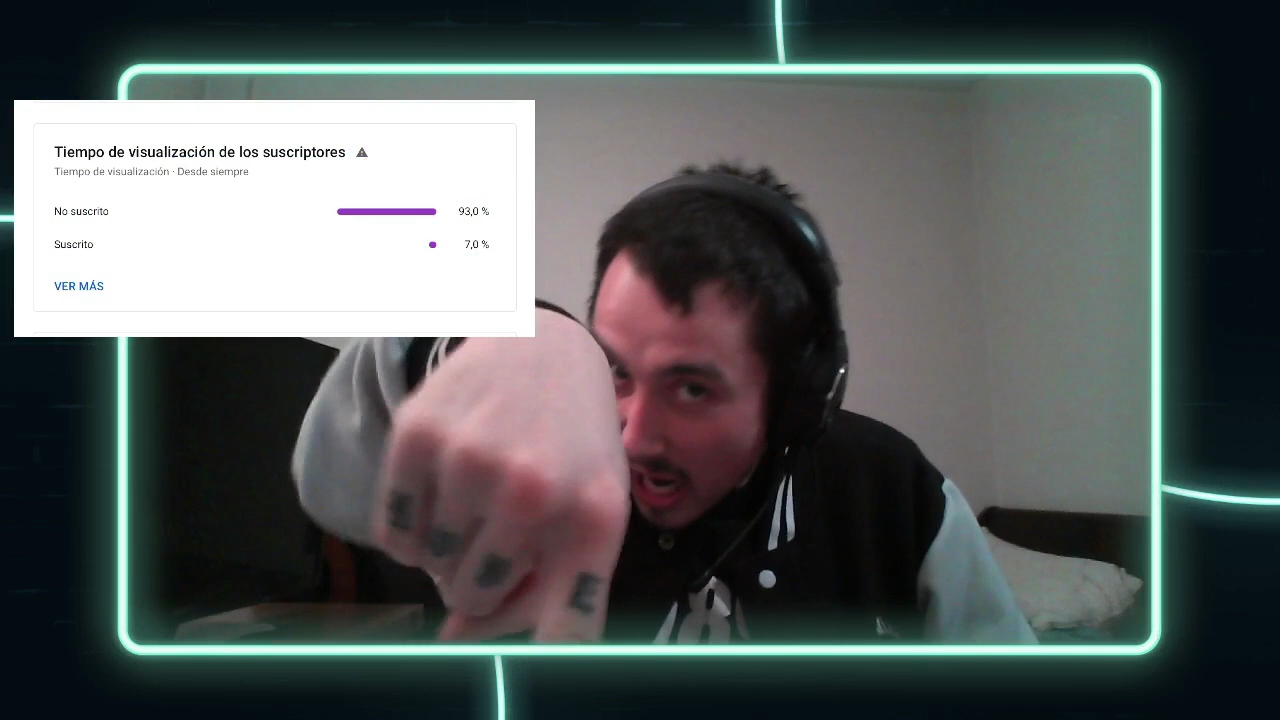 Tiempo de visualización de los suscriptores
Tiempo de visualización · Desde siempre
No suscrito 93,0 %
Suscrito 7,0 %
VER MÁS